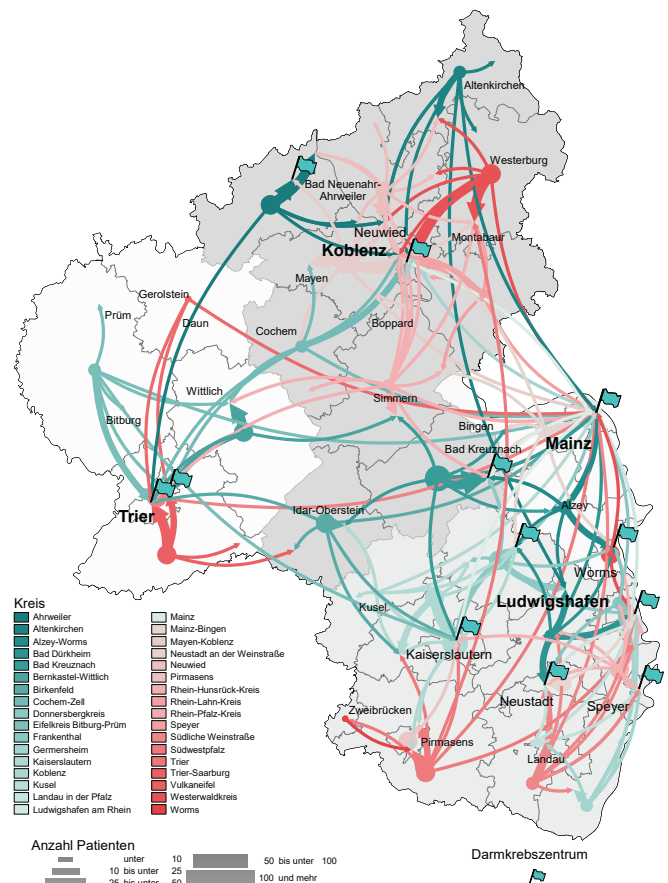 Altenkirchen
Westerburg
Bad Neuenahr-
Ahrweiler
Neuwied
Koblenz
Montabaur
Mayen
Gerolstein
Prüm
Daun
Cochem
Boppard
Wittlich
Simmern
Bitburg
Bingen
Mainz
Bad Kreuznach
Trier
Idar-Oberstein
Alzey
Worms
Kusel
Ludwigshafen
Kaiserslautern
Neustadt
Speyer
Zweibrücken
Pirmasens
Landau
Kreis
Ahrweiler
Altenkirchen
Alzey-Worms
Bad Dürkheim
Bad Kreuznach
Bernkastel-Wittlich
Birkenfeld
Cochem-Zell
Donnersbergkreis
Eifelkreis Bitburg-Prüm
Frankenthal
Germersheim
Kaiserslautern
Koblenz
Kusel
Landau in der Pfalz
Ludwigshafen am Rhein
Mainz
Mainz-Bingen
Mayen-Koblenz
Neustadt an der Weinstraße
Neuwied
Pirmasens
Rhein-Hunsrück-Kreis
Rhein-Lahn-Kreis
Rhein-Pfalz-Kreis
Speyer
Südliche Weinstraße
Südwestpfalz
Trier
Trier-Saarburg
Vulkaneifel
Westerwaldkreis
Worms
Anzahl Patienten
unter 10
10 bis unter 25
25 bis unter 50
50 bis unter 100
100 und mehr
Darmkrebszentrum